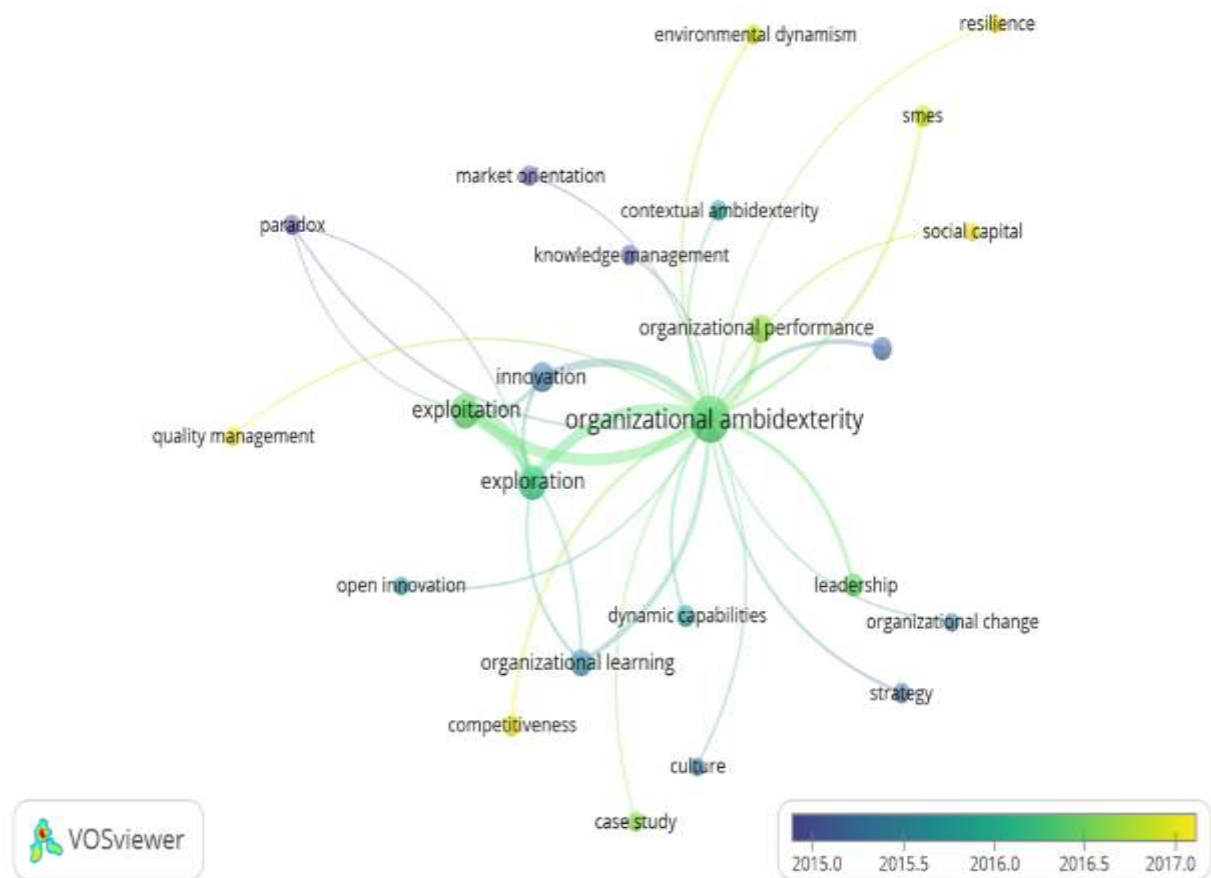 resilience
environmental dynamism
smes
market orientation
contextual ambidexterity
paradox
social capital
knowledge management
organizational performance
innovation
exploitation
organizational ambidexterity
quality management
exploration
open innovation
leadership
dynamic capabilities
organizational change
organizational learning
strategy
competitiveness
culture
case study
VOSviewer
2015.0 2015.5 2016.0 2016.5 2017.0